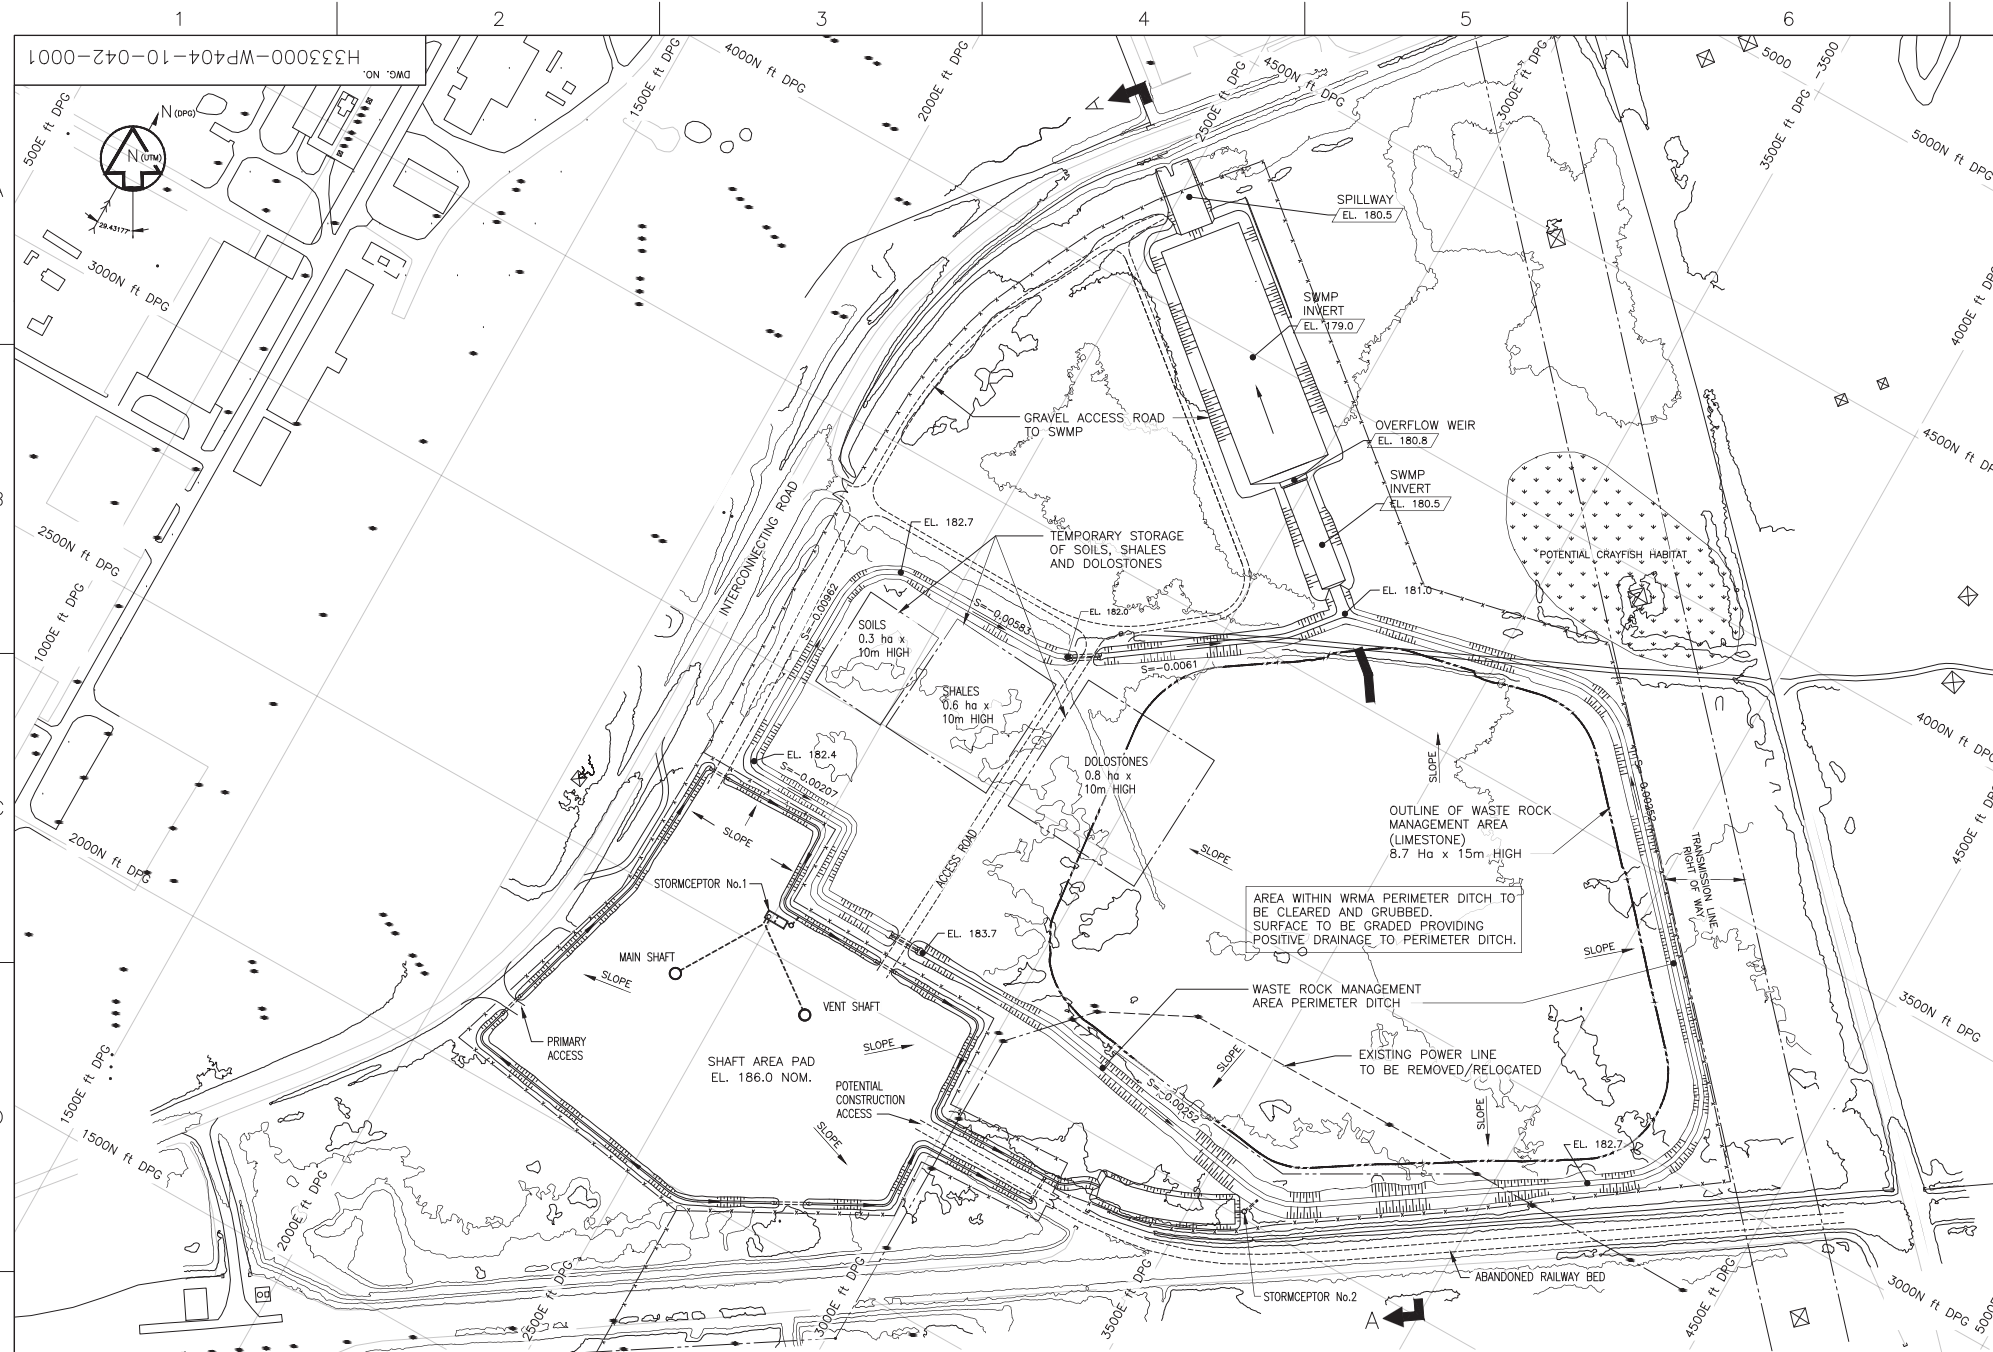 1
2
3
4
5
6
DWG. NO.
H333000-WP404-10-042-0001
N (DPG)
N (UTM)
29.43177°
500E ft DPG
1500E ft DPG
4000N ft DPG
2000E ft DPG
4500N ft DPG
2500E ft DPG
3000E ft DPG
5000
-3500
3500E ft DPG
5000N ft DPG
4000E ft DPG
3000N ft DPG
A
SPILLWAY
EL. 180.5
SWMP
INVERT
EL. 179.0
GRAVEL ACCESS ROAD
TO SWMP
OVERFLOW WEIR
EL. 180.8
SWMP
INVERT
EL. 180.5
4500N ft DP
B
INTERCONNECTING ROAD
EL. 182.7
TEMPORARY STORAGE
OF SOILS, SHALES
AND DOLOSTONES
POTENTIAL CRAYFISH HABITAT
2500N ft DPG
1000E ft DPG
S=-0.00962
S=-0.00583
EL. 182.0
EL. 181.0
SOILS
0.3 ha x
10m HIGH
S=-0.0061
SHALES
0.6 ha x
10m HIGH
4000N ft DPG
EL. 182.4
S=-0.00207
DOLOSTONES
0.8 ha x
10m HIGH
SLOPE
S=-0.00252
C
2000N ft DPG
SLOPE
ACCESS ROAD
SLOPE
OUTLINE OF WASTE ROCK
MANAGEMENT AREA
(LIMESTONE)
8.7 Ha x 15m HIGH
TRANSMISSION LINE
RIGHT OF WAY
4500E ft DPG
STORMCEPTOR No.1
AREA WITHIN WRMA PERIMETER DITCH TO
BE CLEARED AND GRUBBED.
SURFACE TO BE GRADED PROVIDING
POSITIVE DRAINAGE TO PERIMETER DITCH.
EL. 183.7
MAIN SHAFT
SLOPE
SLOPE
WASTE ROCK MANAGEMENT
AREA PERIMETER DITCH
3500N ft DPG
VENT SHAFT
PRIMARY
ACCESS
SLOPE
SLOPE
EXISTING POWER LINE
TO BE REMOVED/RELOCATED
SHAFT AREA PAD
EL. 186.0 NOM.
POTENTIAL
CONSTRUCTION
ACCESS
1500E ft DPG
S=-0.00252
SLOPE
D
1500N ft DPG
SLOPE
EL. 182.7
2000E ft DPG
2500E ft DPG
3000E ft DPG
3500E ft DPG
ABANDONED RAILWAY BED
STORMCEPTOR No.2
4500E ft DPG
3000N ft DPG
A